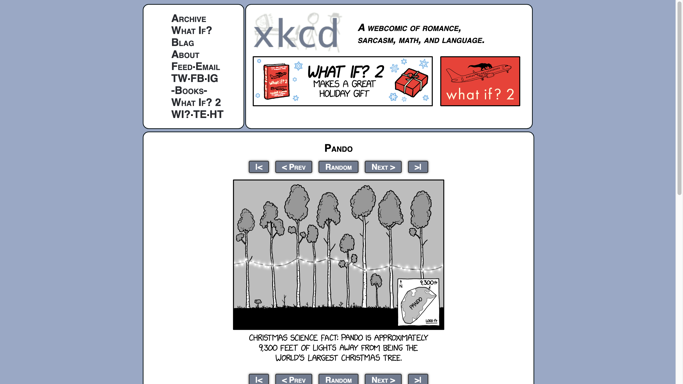 Archive
What If?
Blag
About
Feed·Email
TW·FB·IG
-Books-
What If? 2
WI?·TE·HT
xkcd
A webcomic of romance,
sarcasm, math, and language.
WHAT IF? 2
MAKES A GREAT
HOLIDAY GIFT
what if? 2
Pando
|<
< Prev
Random
Next >
>|
9,300 ft
PANDO
CHRISTMAS SCIENCE FACT: PANDO IS APPROXIMATELY
9,300 FEET OF LIGHTS AWAY FROM BEING THE
WORLD'S LARGEST CHRISTMAS TREE.
|<
< Prev
Random
Next >
>|